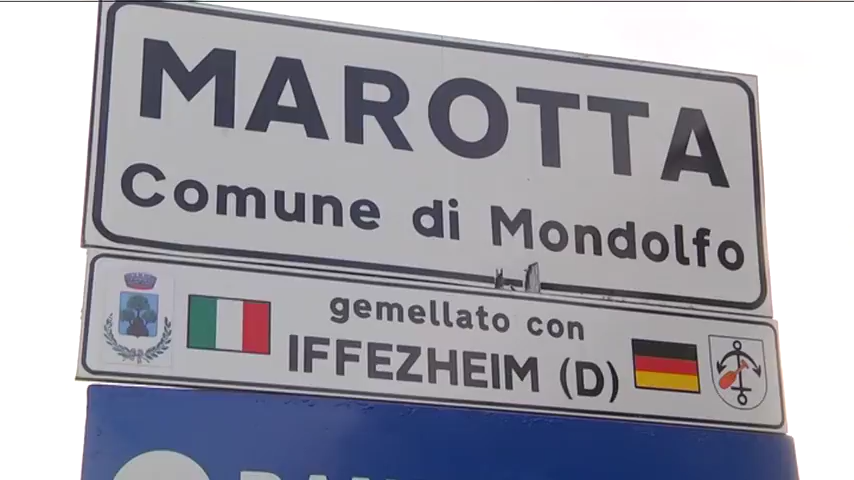 MAROTTA
Comune di Mondolfo
gemellato con
IFFEZHEIM (D)